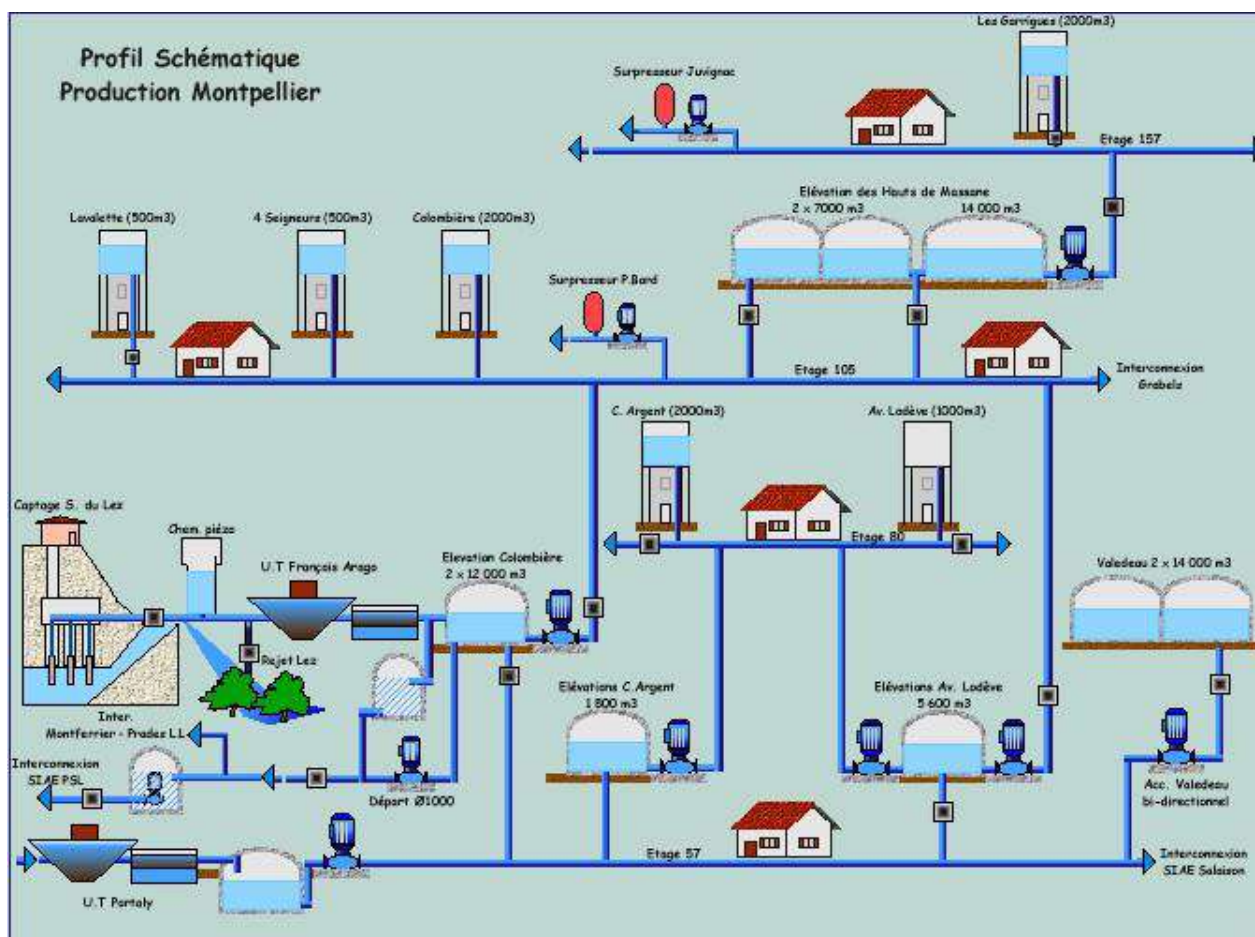 Profil Schématique
Production Montpellier
Les Garrigues (2000m3)
Surpresseur Juvignac
Etage 157
Elévation des Hauts de Massane
2 x 7000 m3
14 000 m3
Lavalette (500m3)
4 Seigneurs (500m3)
Colombière (2000m3)
Surpresseur P.Bard
Etage 105
Interconnexion
Grabels
C. Argent (2000m3)
Av. Lodève (1000m3)
Etage 80
Captage S. du Lez
Cham. piézo
U.T François Arago
Elevation Colombière
2 x 12 000 m3
Valedeau 2 x 14 000 m3
Rejet Lez
Elévations C.Argent
1 800 m3
Elévations Av. Lodève
5 600 m3
Inter.
Montferrier - Prades L.L
Interconnexion
SIAE PSL
Départ Ø1000
Acc. Valedeau
bi-directionnel
Etage 57
Interconnexion
SIAE Salaison
U.T Portaly